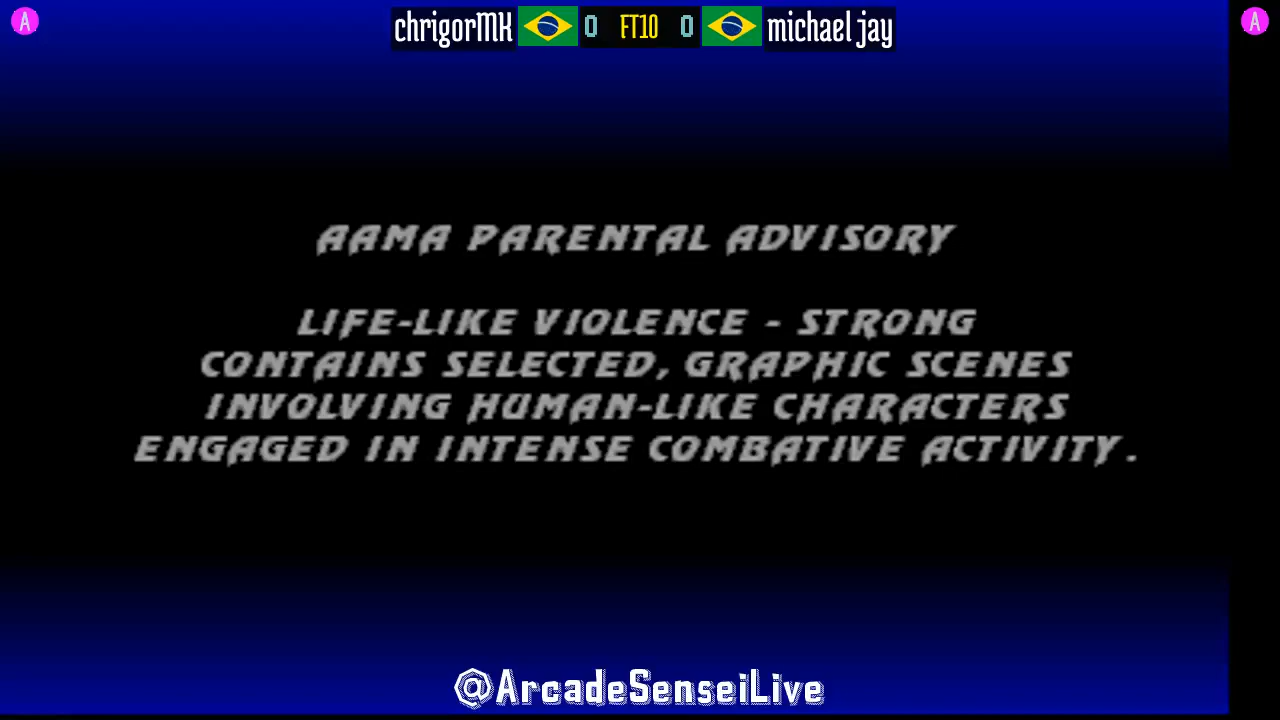 A chrigorMK 0 FT10 0 michael jay A
AAMA PARENTAL ADVISORY
LIFE-LIKE VIOLENCE - STRONG
CONTAINS SELECTED, GRAPHIC SCENES
INVOLVING HUMAN-LIKE CHARACTERS
ENGAGED IN INTENSE COMBATIVE ACTIVITY.
@ArcadeSenseiLive